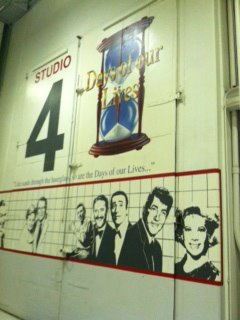 STUDIO
4
Days of our
Lives
"Like sands through the hourglass, so are the Days of our Lives..."